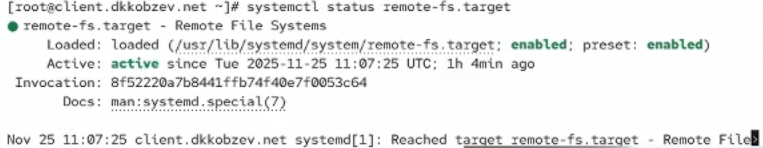 [root@client.dkkobzev.net ~]# systemctl status remote-fs.target
● remote-fs.target - Remote File Systems
Loaded: loaded (/usr/lib/systemd/system/remote-fs.target; enabled; preset: enabled)
Active: active since Tue 2025-11-25 11:07:25 UTC; 1h 4min ago
Invocation: 8f52220a7b8441ffb74f40e7f0053c64
Docs: man:systemd.special(7)

Nov 25 11:07:25 client.dkkobzev.net systemd[1]: Reached target remote-fs.target - Remote File>